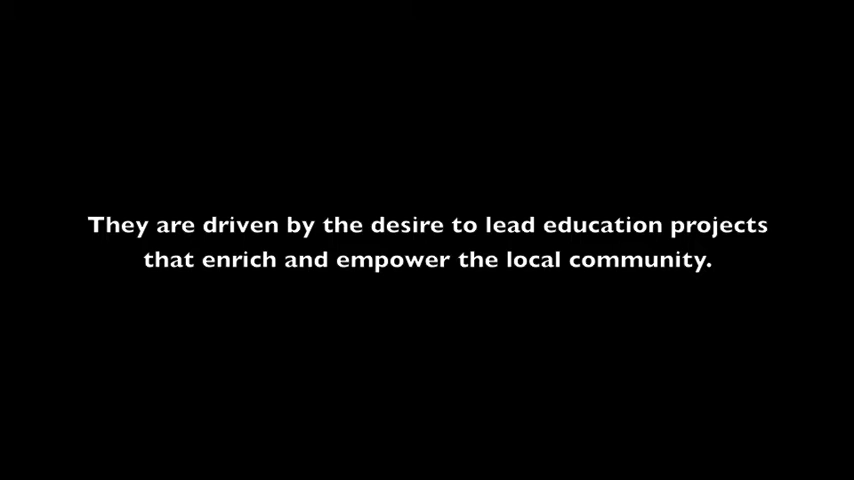 They are driven by the desire to lead education projects
that enrich and empower the local community.